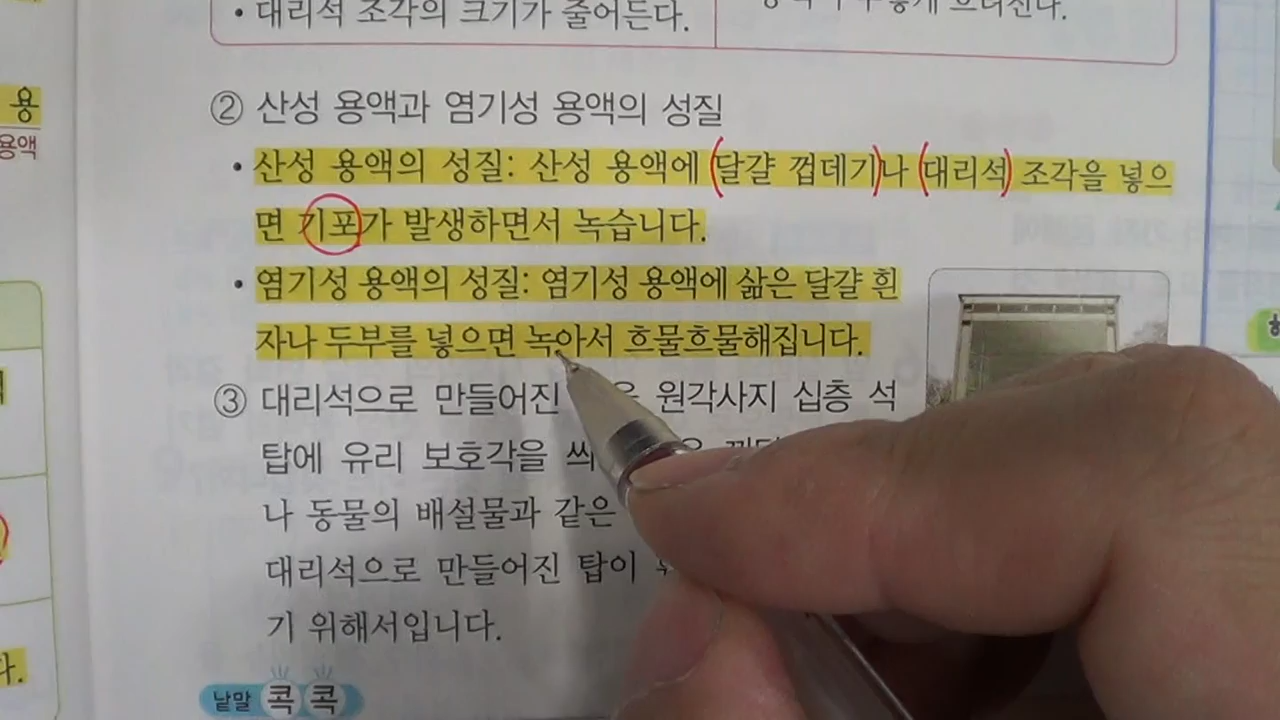 • 대리석 조각의 크기가 줄어든다.
용
용액
② 산성 용액과 염기성 용액의 성질
• 산성 용액의 성질: 산성 용액에 달걀 껍데기나 대리석 조각을 넣으
면 기포가 발생하면서 녹습니다.
• 염기성 용액의 성질: 염기성 용액에 삶은 달걀 흰
자나 두부를 넣으면 녹아서 흐물흐물해집니다.
③ 대리석으로 만들어진 원각사지 십층 석
탑에 유리 보호각을 씌
나 동물의 배설물과 같은
대리석으로 만들어진 탑이
기 위해서입니다.
다.
낱말 콕콕